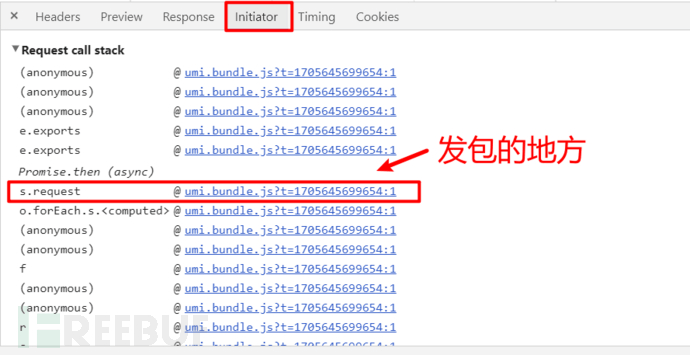 × Headers Preview Response Initiator Timing Cookies
▼Request call stack
(anonymous) @ umi.bundle.js?t=1705645699654:1
(anonymous) @ umi.bundle.js?t=1705645699654:1
(anonymous) @ umi.bundle.js?t=1705645699654:1
e.exports @ umi.bundle.js?t=1705645699654:1
e.exports @ umi.bundle.js?t=1705645699654:1
发包的地方
Promise.then (async)
s.request @ umi.bundle.js?t=1705645699654:1
o.forEach.s.<computed> @ umi.bundle.js?t=1705645699654:1
(anonymous) @ umi.bundle.js?t=1705645699654:1
(anonymous) @ umi.bundle.js?t=1705645699654:1
f @ umi.bundle.js?t=1705645699654:1
(anonymous) @ umi.bundle.js?t=1705645699654:1
(anonymous) @ umi.bundle.js?t=1705645699654:1
r @ umi.bundle.js?t=1705645699654:1
FREEBUF